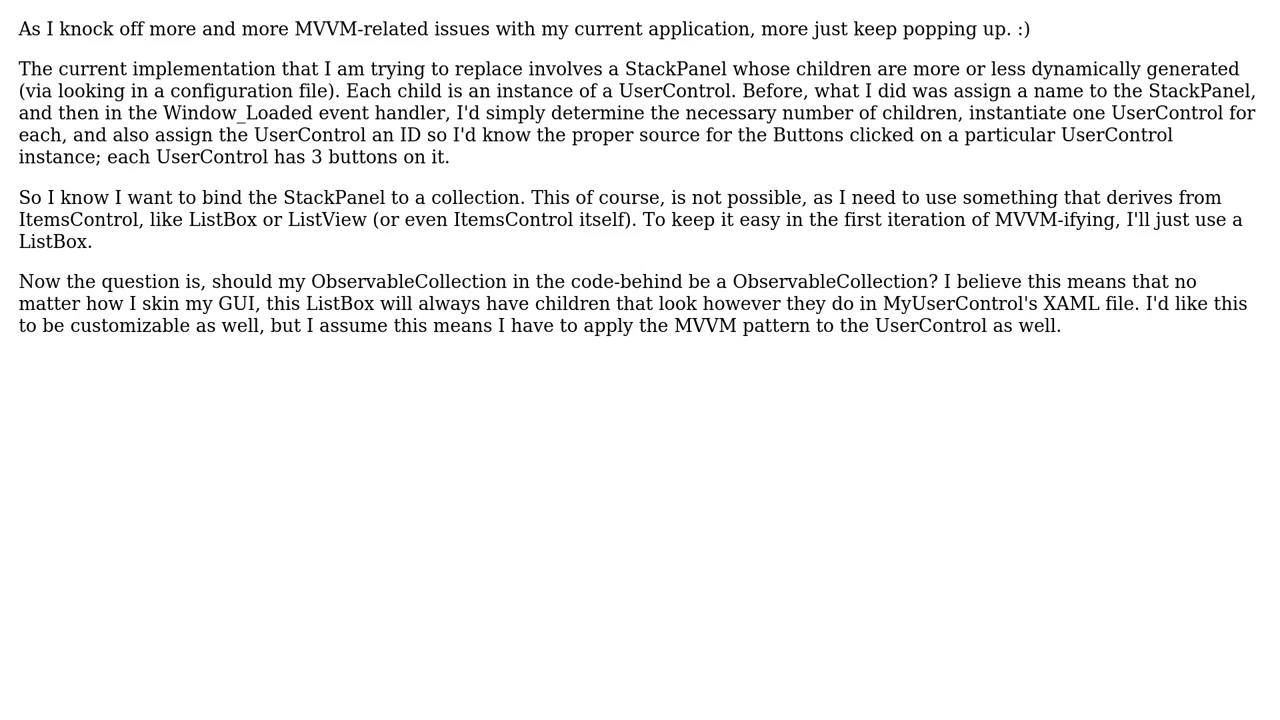 As I knock off more and more MVVM-related issues with my current application, more just keep popping up. :)
The current implementation that I am trying to replace involves a StackPanel whose children are more or less dynamically generated
(via looking in a configuration file). Each child is an instance of a UserControl. Before, what I did was assign a name to the StackPanel,
and then in the Window_Loaded event handler, I'd simply determine the necessary number of children, instantiate one UserControl for
each, and also assign the UserControl an ID so I'd know the proper source for the Buttons clicked on a particular UserControl
instance; each UserControl has 3 buttons on it.
So I know I want to bind the StackPanel to a collection. This of course, is not possible, as I need to use something that derives from
ItemsControl, like ListBox or ListView (or even ItemsControl itself). To keep it easy in the first iteration of MVVM-ifying, I'll just use a
ListBox.
Now the question is, should my ObservableCollection in the code-behind be a ObservableCollection? I believe this means that no
matter how I skin my GUI, this ListBox will always have children that look however they do in MyUserControl's XAML file. I'd like this
to be customizable as well, but I assume this means I have to apply the MVVM pattern to the UserControl as well.